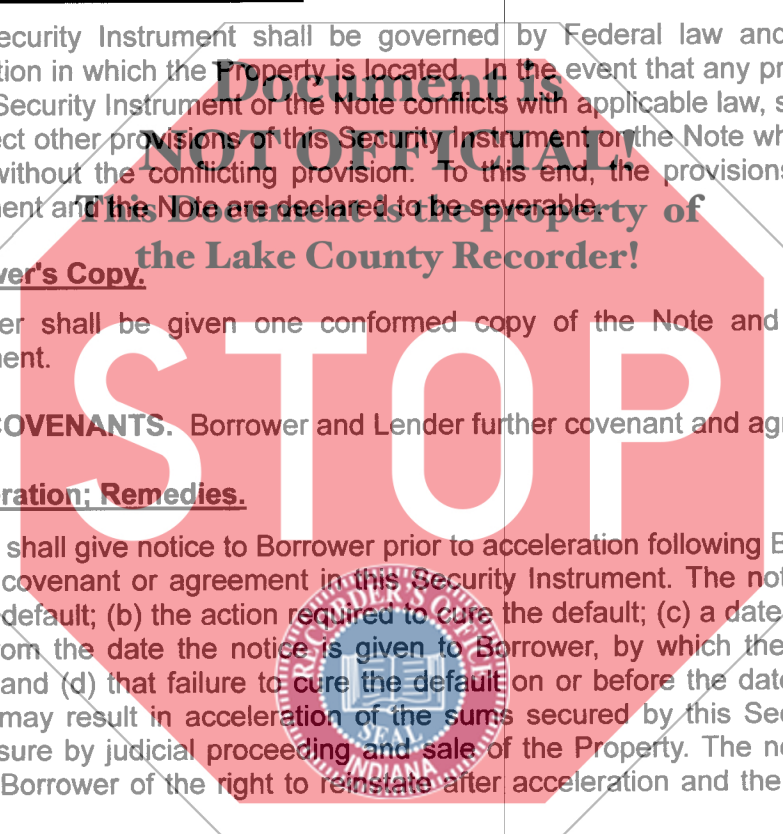 ecurity Instrument shall be governed by Federal law and
tion in which the Property is located. In the event that any pr
Document is
Security Instrument or the Note conflicts with applicable law, s
ect other provisions of this Security Instrument or the Note wh
NOT OFFICIAL!
without the conflicting provision. To this end, the provisions
ent and the Note are declared to be severable.
This Document is the property of
the Lake County Recorder!
er's Copy.
er shall be given one conformed copy of the Note and
ent.
STOP
OVENANTS. Borrower and Lender further covenant and agr
ration; Remedies.
shall give notice to Borrower prior to acceleration following B
covenant or agreement in this Security Instrument. The not
default; (b) the action required to cure the default; (c) a date
om the date the notice is given to Borrower, by which the
and (d) that failure to cure the default on or before the date
may result in acceleration of the sums secured by this Sec
sure by judicial proceeding and sale of the Property. The no
Borrower of the right to reinstate after acceleration and the
RECORDER'S OFFICE
SEAL
INDIANA